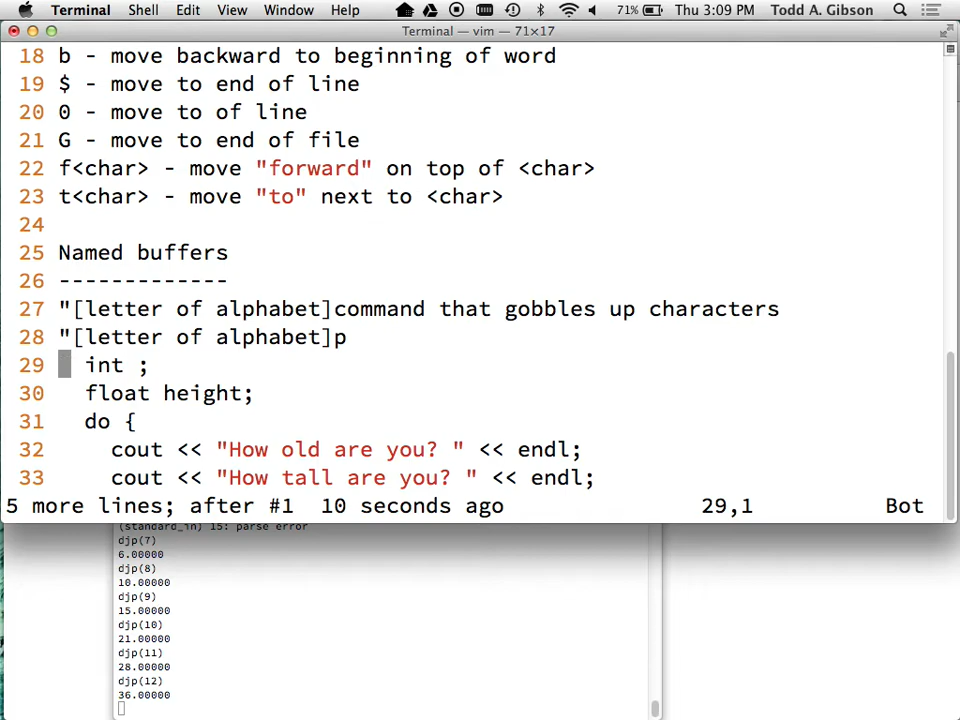 Terminal Shell Edit View Window Help 71% Thu 3:09 PM Todd A. Gibson
Terminal — vim — 71×17
18 b - move backward to beginning of word
19 $ - move to end of line
20 0 - move to of line
21 G - move to end of file
22 f<char> - move "forward" on top of <char>
23 t<char> - move "to" next to <char>
24
25 Named buffers
26 -------------
27 "[letter of alphabet]command that gobbles up characters
28 "[letter of alphabet]p
29   int ;
30   float height;
31   do {
32     cout << "How old are you? " << endl;
33     cout << "How tall are you? " << endl;
5 more lines; after #1  10 seconds ago 29,1 Bot
(standard_in) 15: parse error
djp(7)
6.00000
djp(8)
10.00000
djp(9)
15.00000
djp(10)
21.00000
djp(11)
28.00000
djp(12)
36.00000